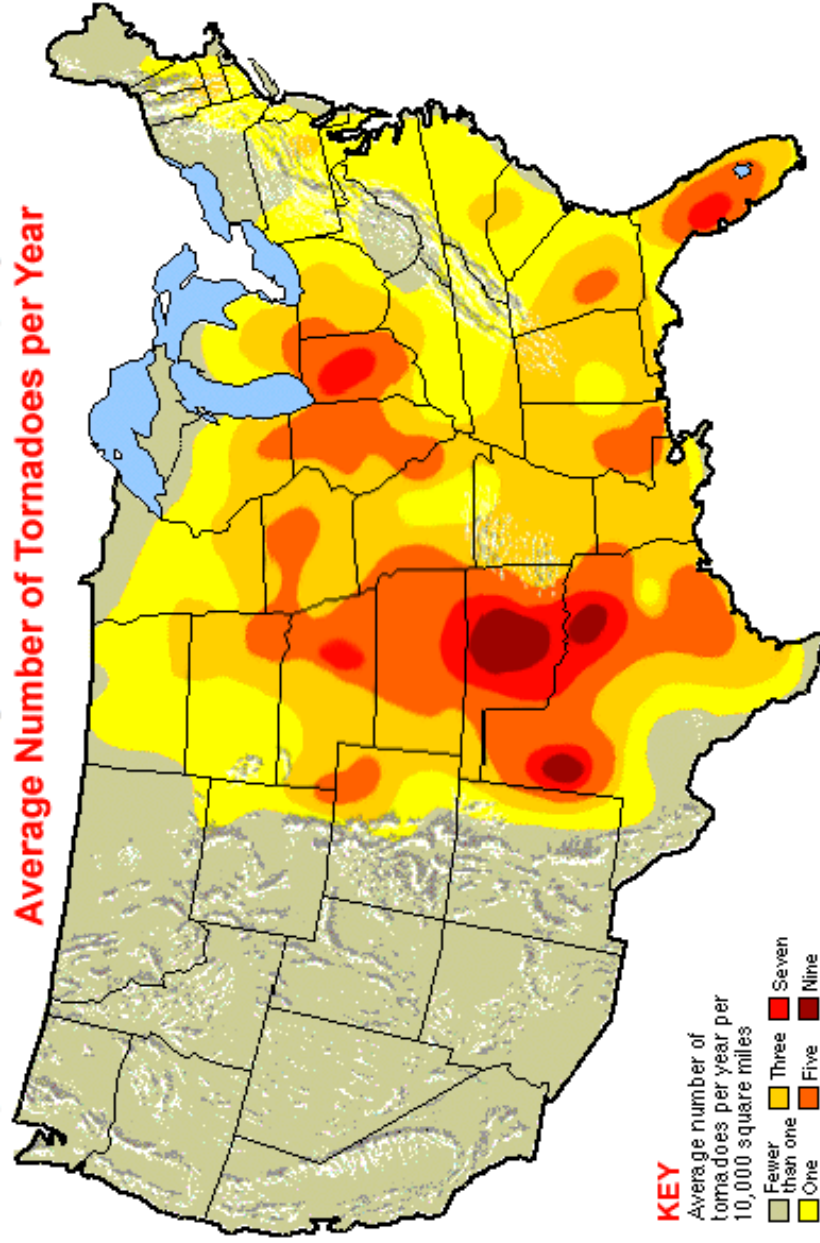 Average Number of Tornadoes per Year
KEY
Average number of
tornadoes per year per
10,000 square miles
Fewer
than one
One
Three
Five
Seven
Nine